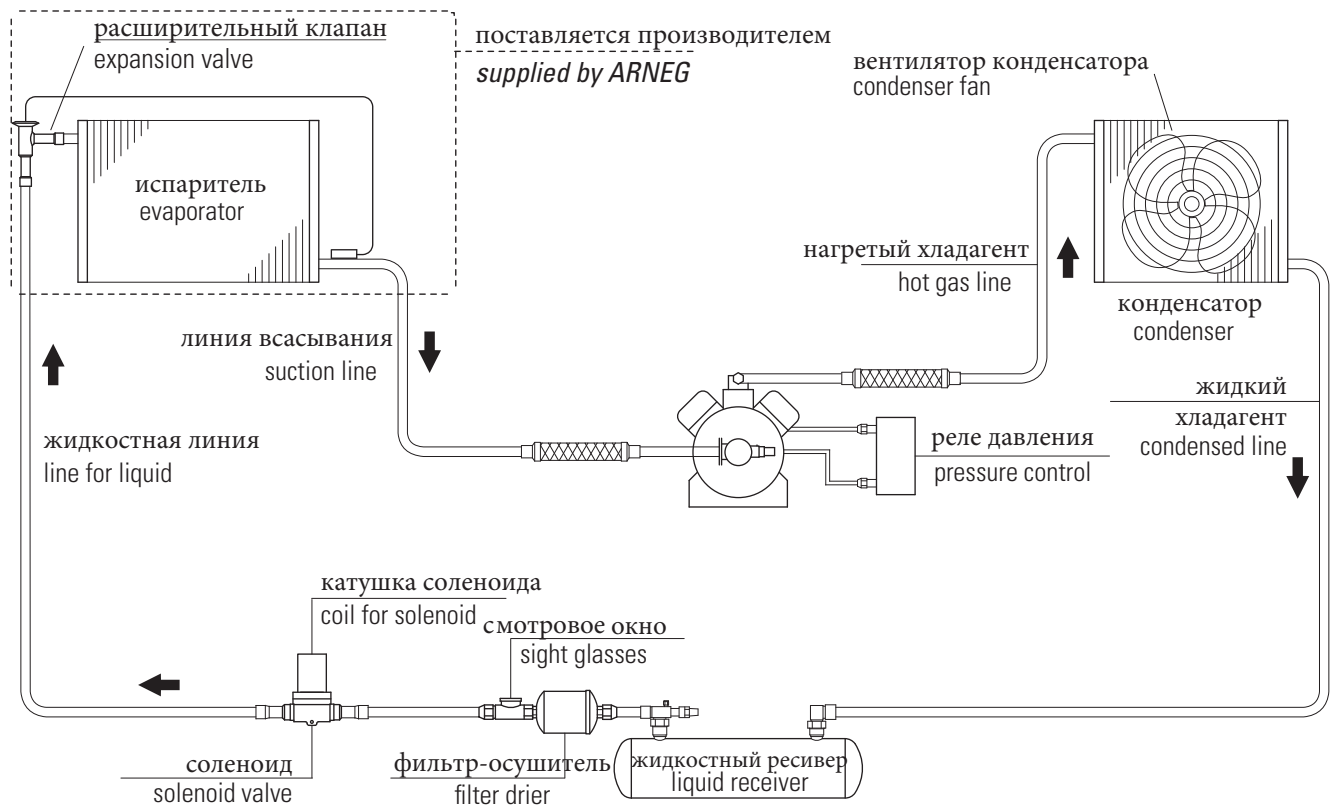 расширительный клапан
expansion valve
поставляется производителем
supplied by ARNEG
вентилятор конденсатора
condenser fan
испаритель
evaporator
нагретый хладагент
hot gas line
конденсатор
condenser
линия всасывания
suction line
жидкий
хладагент
condensed line
жидкостная линия
line for liquid
реле давления
pressure control
катушка соленоида
coil for solenoid
смотровое окно
sight glasses
соленоид
solenoid valve
фильтр-осушитель
filter drier
жидкостный ресивер
liquid receiver